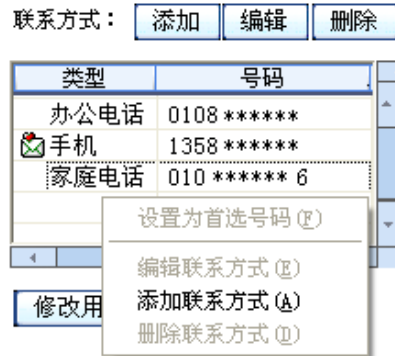 联系方式： 添加 编辑 删除
类型 号码
办公电话 0108******
手机 1358******
家庭电话 010 ****** 6
设置为首选号码(F)
编辑联系方式(E)
修改用 添加联系方式(A)
删除联系方式(D)